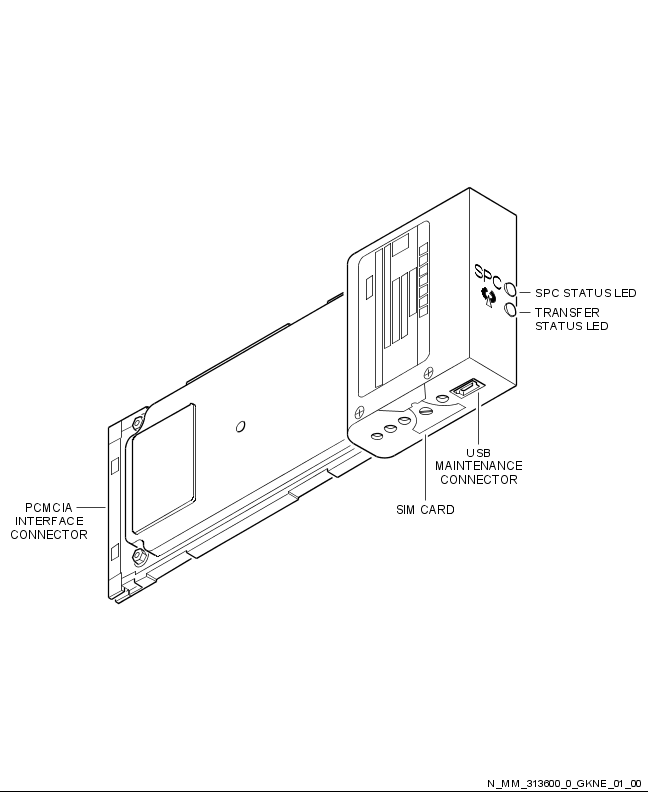 SPC
SPC STATUS LED
TRANSFER
STATUS LED
USB
MAINTENANCE
CONNECTOR
SIM CARD
PCMCIA
INTERFACE
CONNECTOR
N_MM_313600_0_GKNE_01_00